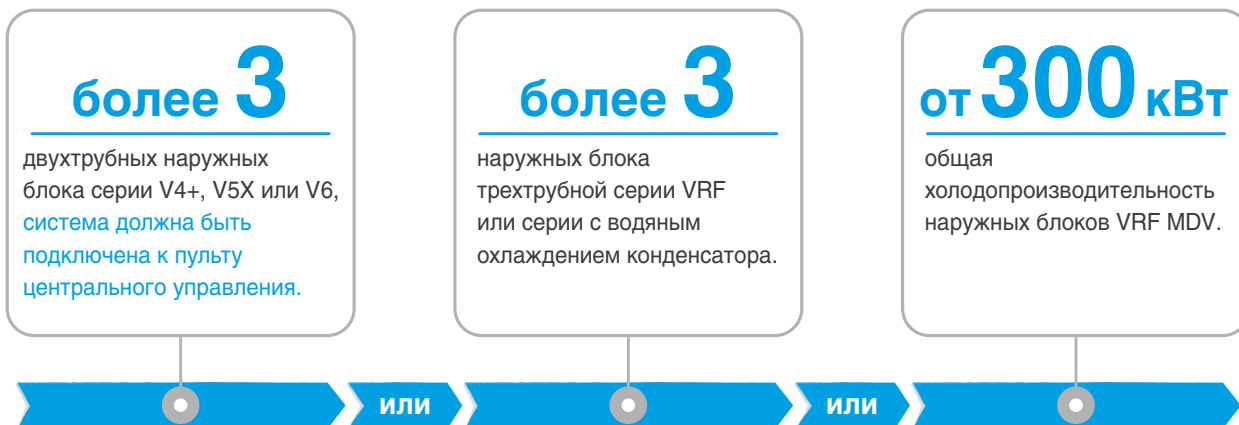 более 3
двухтрубных наружных
блока серии V4+, V5X или V6,
система должна быть
подключена к пульту
центрального управления.
более 3
наружных блока
трехтрубной серии VRF
или серии с водяным
охлаждением конденсатора.
от 300 кВт
общая
холодопроизводительность
наружных блоков VRF MDV.
или
или